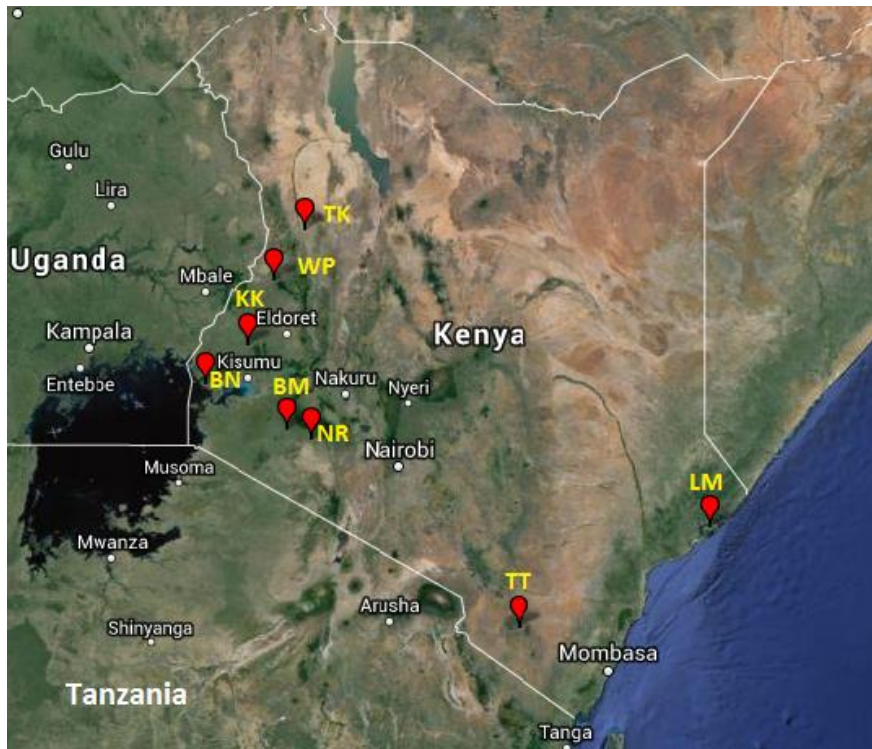 Gulu
Lira
TK
Uganda
WP
Mbale
KK
Eldoret
Kampala
Kenya
Kisumu
Entebbe
BN
Nakuru
BM
Nyeri
NR
Nairobi
Musoma
LM
Mwanza
TT
Arusha
Shinyanga
Mombasa
Tanzania
Tanga